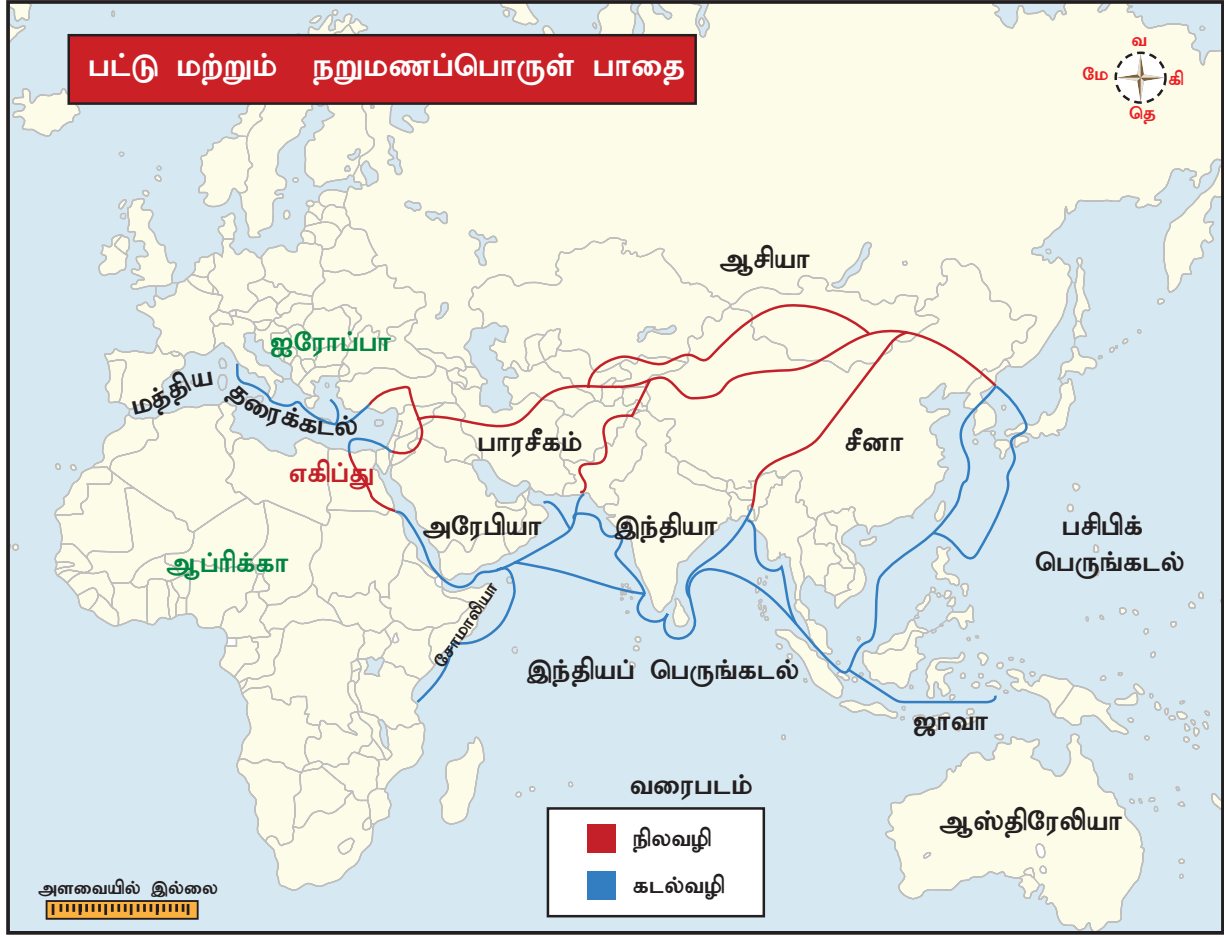 பட்டு மற்றும் நறுமணப்பொருள் பாதை
வ
மே
கி
தெ
ஆசியா
ஐரோப்பா
மத்திய தரைக்கடல்
பாரசீகம்
சீனா
எகிப்து
அரேபியா
இந்தியா
பசிபிக்
பெருங்கடல்
ஆப்ரிக்கா
சோமாலியா
இந்தியப் பெருங்கடல்
ஜாவா
வரைபடம்
ஆஸ்திரேலியா
நிலவழி
கடல்வழி
அளவையில் இல்லை